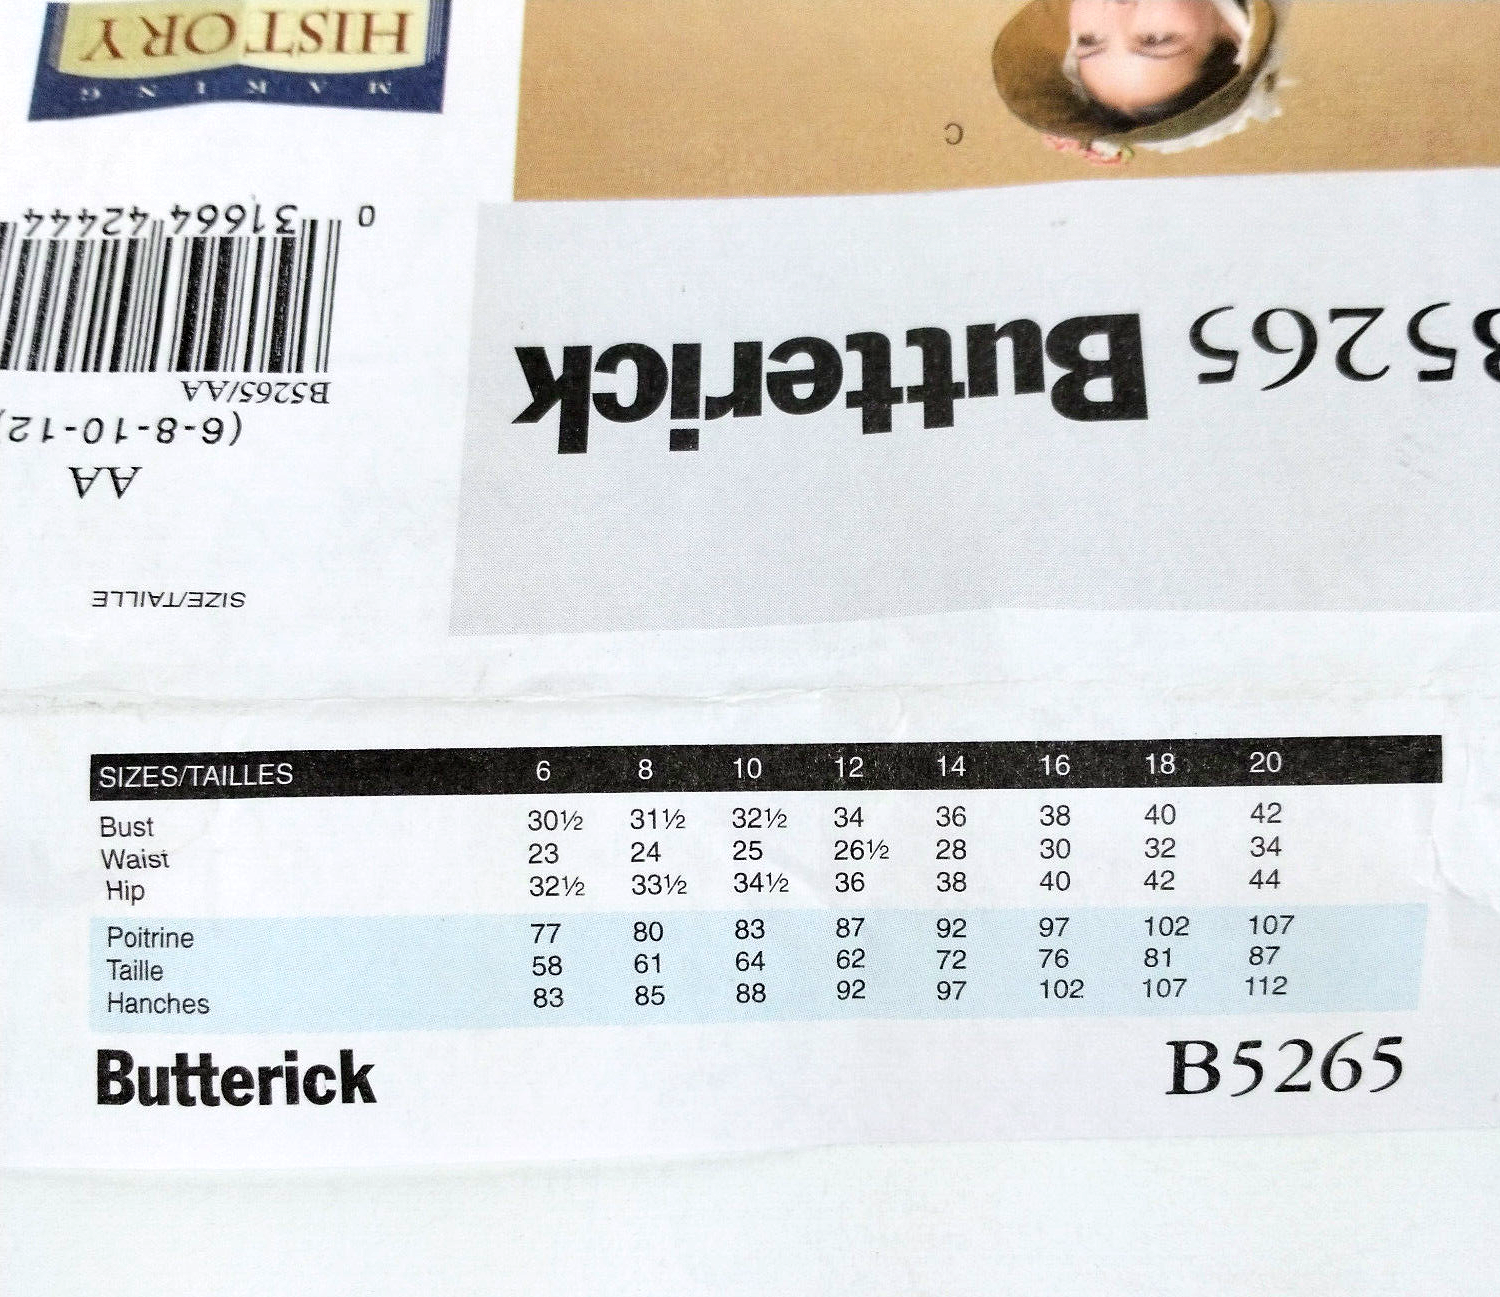 MAKING
HISTORY
C
0 31664 42444
B5265/AA
(6-8-10-12)
AA
SIZE/TAILLE
B5265 Butterick
SIZES/TAILLES 6 8 10 12 14 16 18 20
Bust 30½ 31½ 32½ 34 36 38 40 42
Waist 23 24 25 26½ 28 30 32 34
Hip 32½ 33½ 34½ 36 38 40 42 44
Poitrine 77 80 83 87 92 97 102 107
Taille 58 61 64 62 72 76 81 87
Hanches 83 85 88 92 97 102 107 112
Butterick B5265